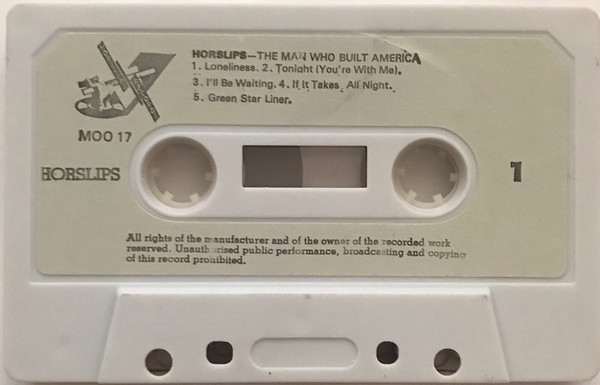 HORSLIPS—THE MAN WHO BUILT AMERICA
1. Loneliness. 2. Tonight (You're With Me).
3. I'll Be Waiting. 4. If It Takes All Night.
5. Green Star Liner.
MOO 17
HORSLIPS
1
All rights of the manufacturer and of the owner of the recorded work
reserved. Unauthorised public performance, broadcasting and copying
of this record prohibited.